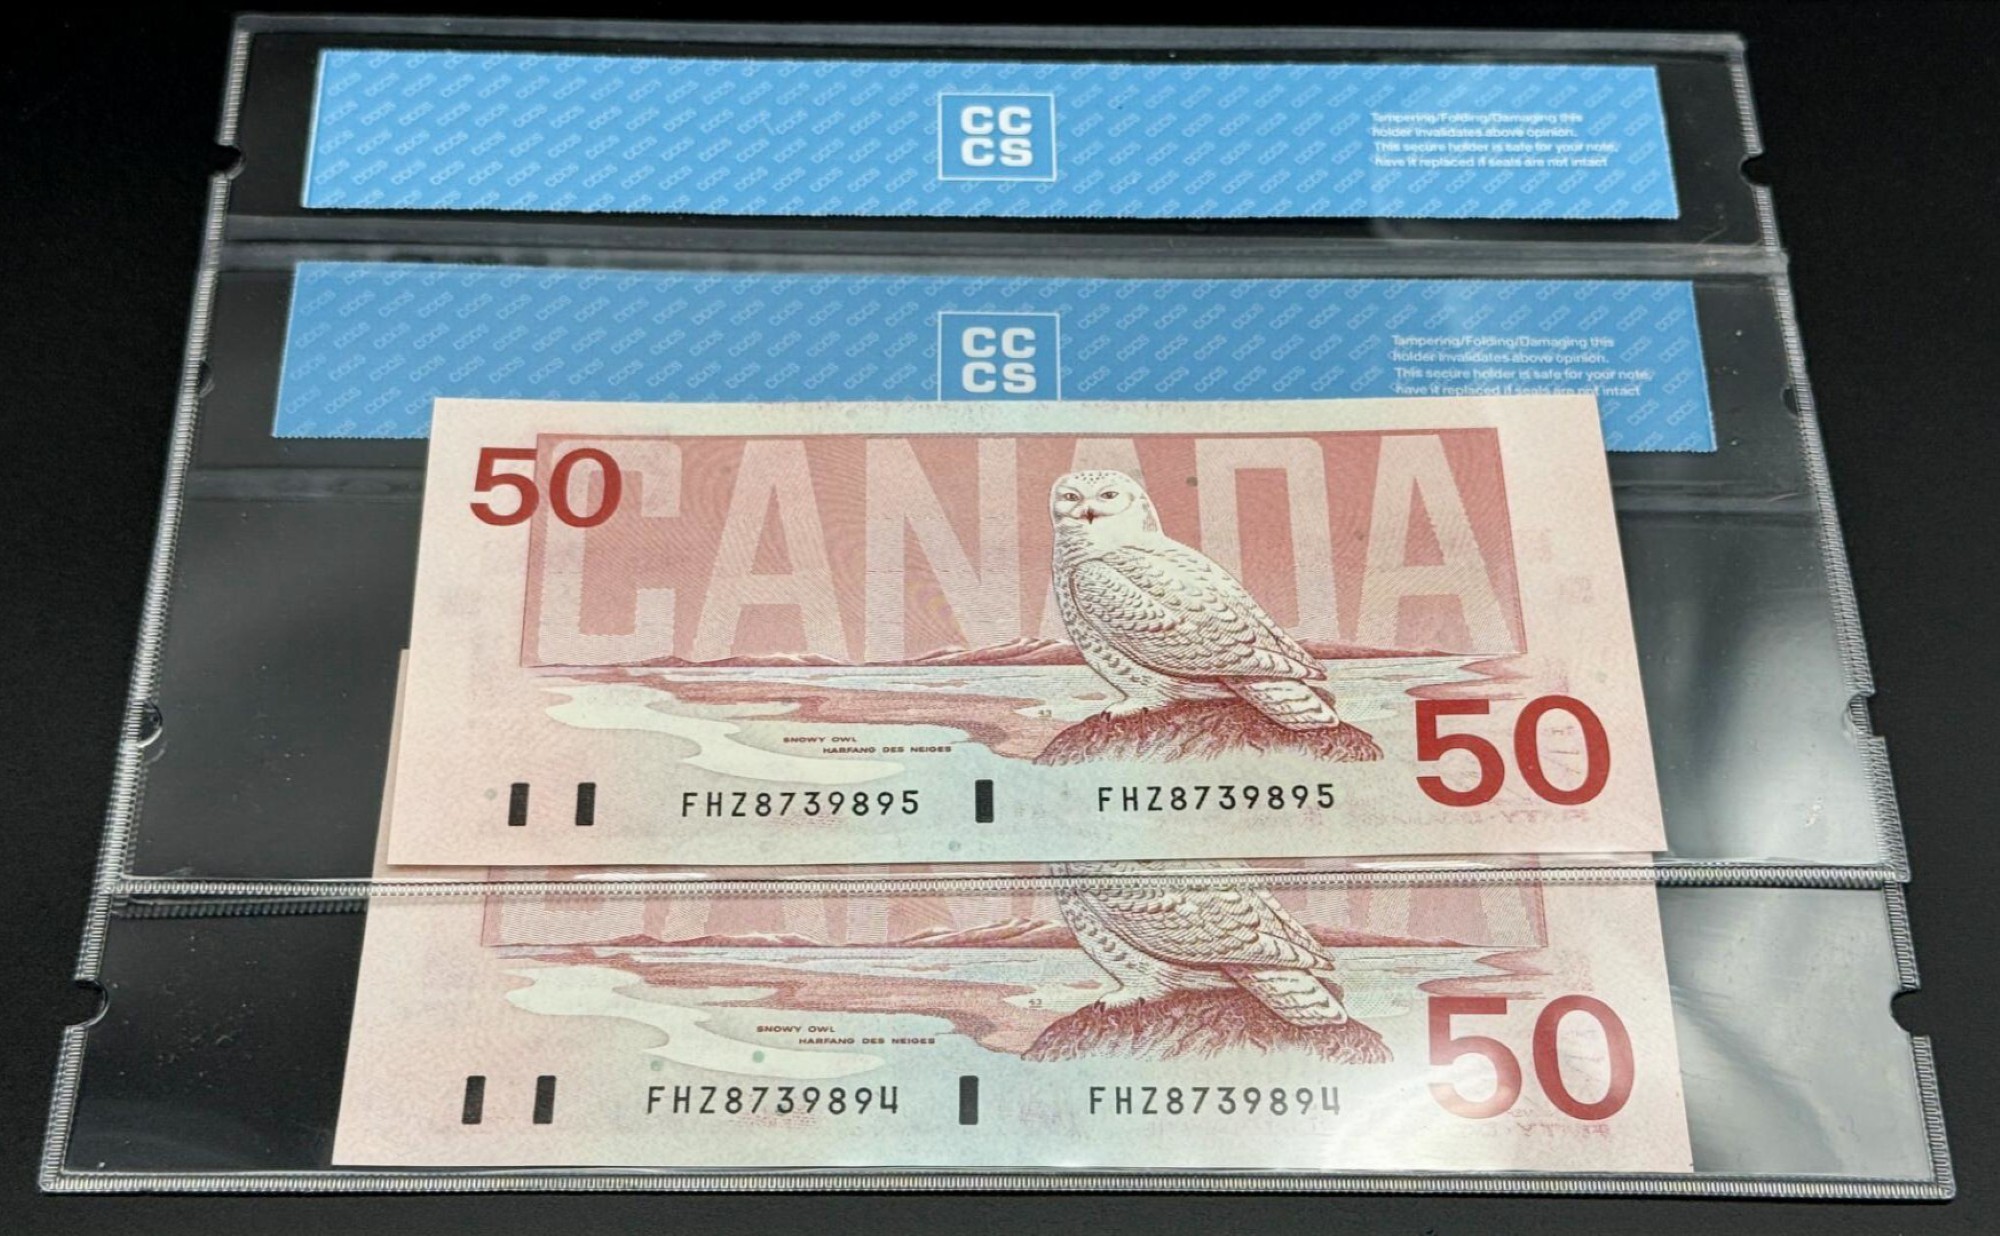 CC
CS
Tampering/Folding/Damaging this
holder invalidates above opinion.
This secure holder is safe for your note,
have it replaced if seals are not intact
CC
CS
Tampering/Folding/Damaging this
holder invalidates above opinion.
This secure holder is safe for your note,
have it replaced if seals are not intact
50
CANADA
43
SNOWY OWL
HARFANG DES NEIGES
50
FHZ8739895
FHZ8739895
CANADA
SNOWY OWL
HARFANG DES NEIGES
50
FHZ8739894
FHZ8739894